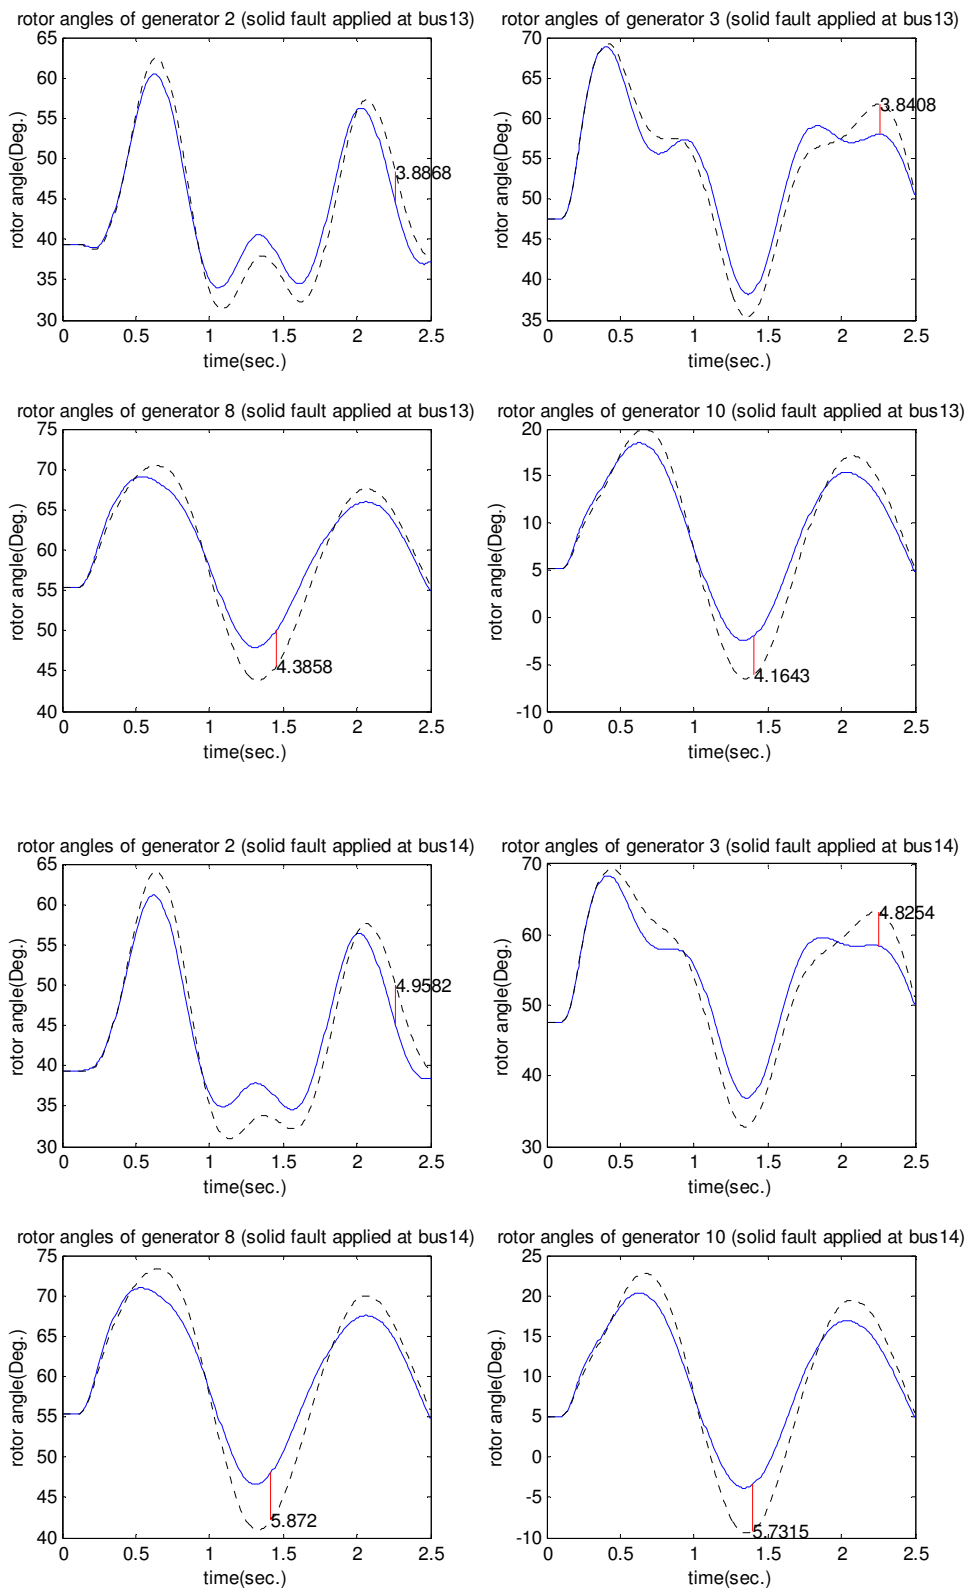 rotor angles of generator 2 (solid fault applied at bus13)
65
60
55
50
45
40
35
30
rotor angle(Deg.)
3.8868
0 0.5 1 1.5 2 2.5
time(sec.)
rotor angles of generator 3 (solid fault applied at bus13)
70
65
60
55
50
45
40
35
rotor angle(Deg.)
3.8408
0 0.5 1 1.5 2 2.5
time(sec.)
rotor angles of generator 8 (solid fault applied at bus13)
75
70
65
60
55
50
45
40
rotor angle(Deg.)
4.3858
0 0.5 1 1.5 2 2.5
time(sec.)
rotor angles of generator 10 (solid fault applied at bus13)
20
15
10
5
0
-5
-10
rotor angle(Deg.)
4.1643
0 0.5 1 1.5 2 2.5
time(sec.)
rotor angles of generator 2 (solid fault applied at bus14)
65
60
55
50
45
40
35
30
rotor angle(Deg.)
4.9582
0 0.5 1 1.5 2 2.5
time(sec.)
rotor angles of generator 3 (solid fault applied at bus14)
70
60
50
40
30
rotor angle(Deg.)
4.8254
0 0.5 1 1.5 2 2.5
time(sec.)
rotor angles of generator 8 (solid fault applied at bus14)
75
70
65
60
55
50
45
40
rotor angle(Deg.)
5.872
0 0.5 1 1.5 2 2.5
time(sec.)
rotor angles of generator 10 (solid fault applied at bus14)
25
20
15
10
5
0
-5
-10
rotor angle(Deg.)
5.7315
0 0.5 1 1.5 2 2.5
time(sec.)